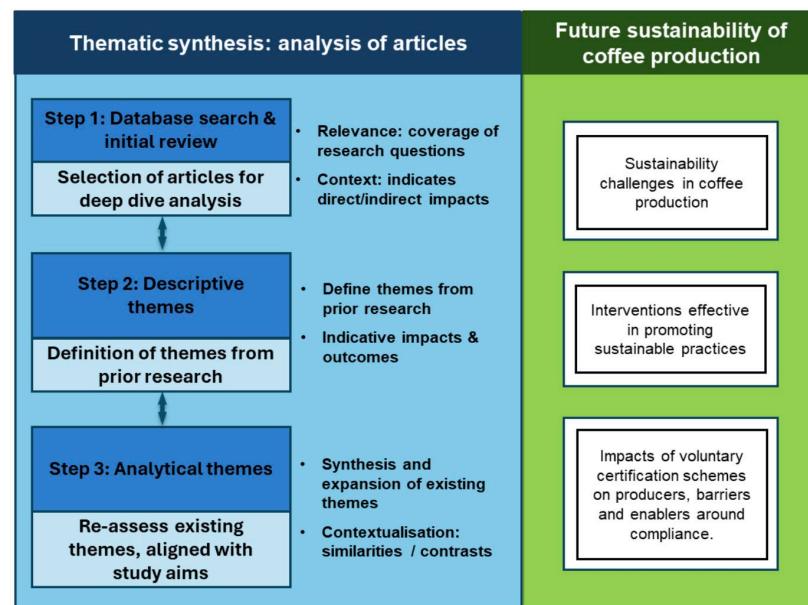 Thematic synthesis: analysis of articles
Step 1: Database search &
initial review
Selection of articles for
deep dive analysis
• Relevance: coverage of
research questions
• Context: indicates
direct/indirect impacts
Step 2: Descriptive
themes
Definition of themes from
prior research
• Define themes from
prior research
• Indicative impacts &
outcomes
Step 3: Analytical themes
Re-assess existing
themes, aligned with
study aims
• Synthesis and
expansion of existing
themes
• Contextualisation:
similarities / contrasts
Future sustainability of
coffee production
Sustainability
challenges in coffee
production
Interventions effective
in promoting
sustainable practices
Impacts of voluntary
certification schemes
on producers, barriers
and enablers around
compliance.